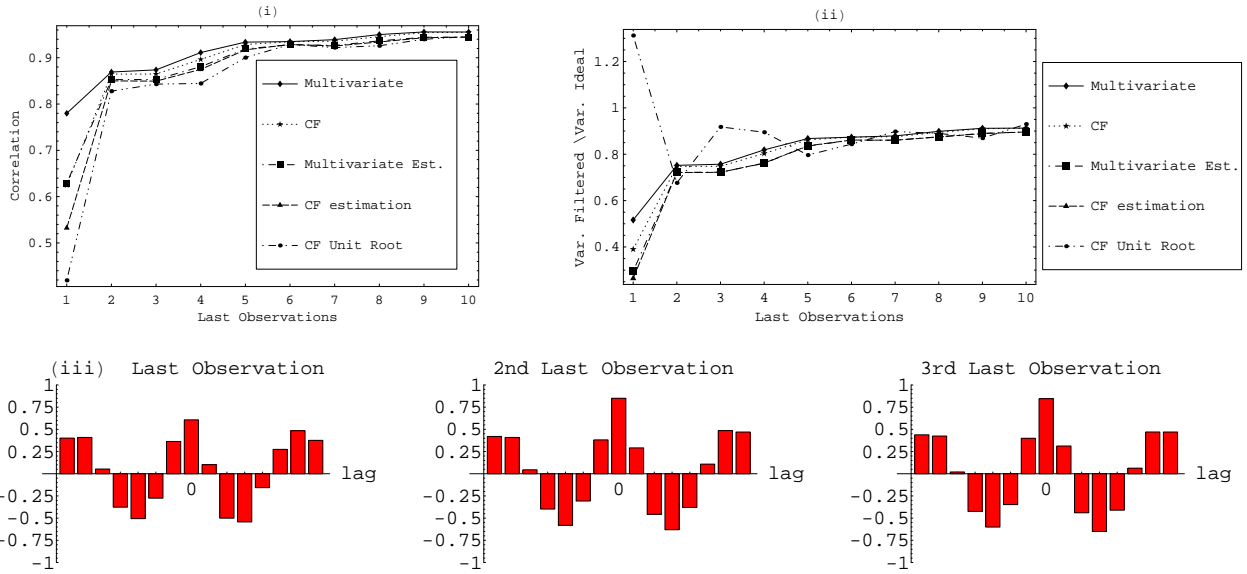 (i)
Correlation
0.9
0.8
0.7
0.6
0.5
1 2 3 4 5 6 7 8 9 10
Last Observations
Multivariate
CF
Multivariate Est.
CF estimation
CF Unit Root
(ii)
Var. Filtered \Var. Ideal
1.2
1
0.8
0.6
0.4
1 2 3 4 5 6 7 8 9 10
Last Observations
Multivariate
CF
Multivariate Est.
CF estimation
CF Unit Root
(iii) Last Observation
1
0.75
0.5
0.25
-0.25
-0.5
-0.75
-1
0
lag
2nd Last Observation
1
0.75
0.5
0.25
-0.25
-0.5
-0.75
-1
0
lag
3rd Last Observation
1
0.75
0.5
0.25
-0.25
-0.5
-0.75
-1
0
lag